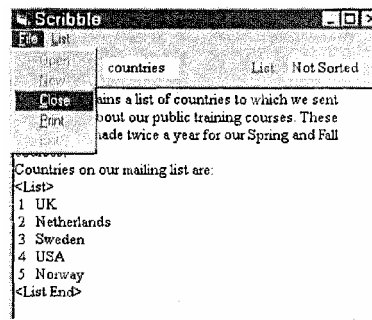 Scribble
File List
Open
New
countries List Not Sorted
Close
ains a list of countries to which we sent
Print
bout our public training courses. These
Exit
ade twice a year for our Spring and Fall
Countries on our mailing list are:
<List>
1 UK
2 Netherlands
3 Sweden
4 USA
5 Norway
<List End>